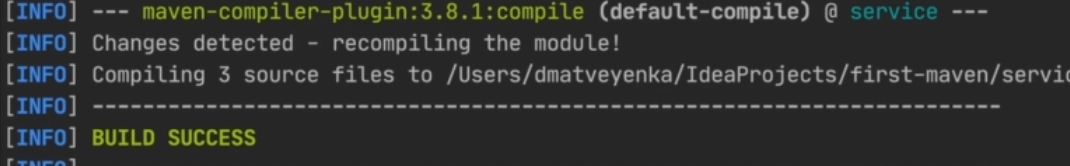 [INFO] --- maven-compiler-plugin:3.8.1:compile (default-compile) @ service ---
[INFO] Changes detected - recompiling the module!
[INFO] Compiling 3 source files to /Users/dmatveyenka/IdeaProjects/first-maven/servic
[INFO] ------------------------------------------------------------------------
[INFO] BUILD SUCCESS